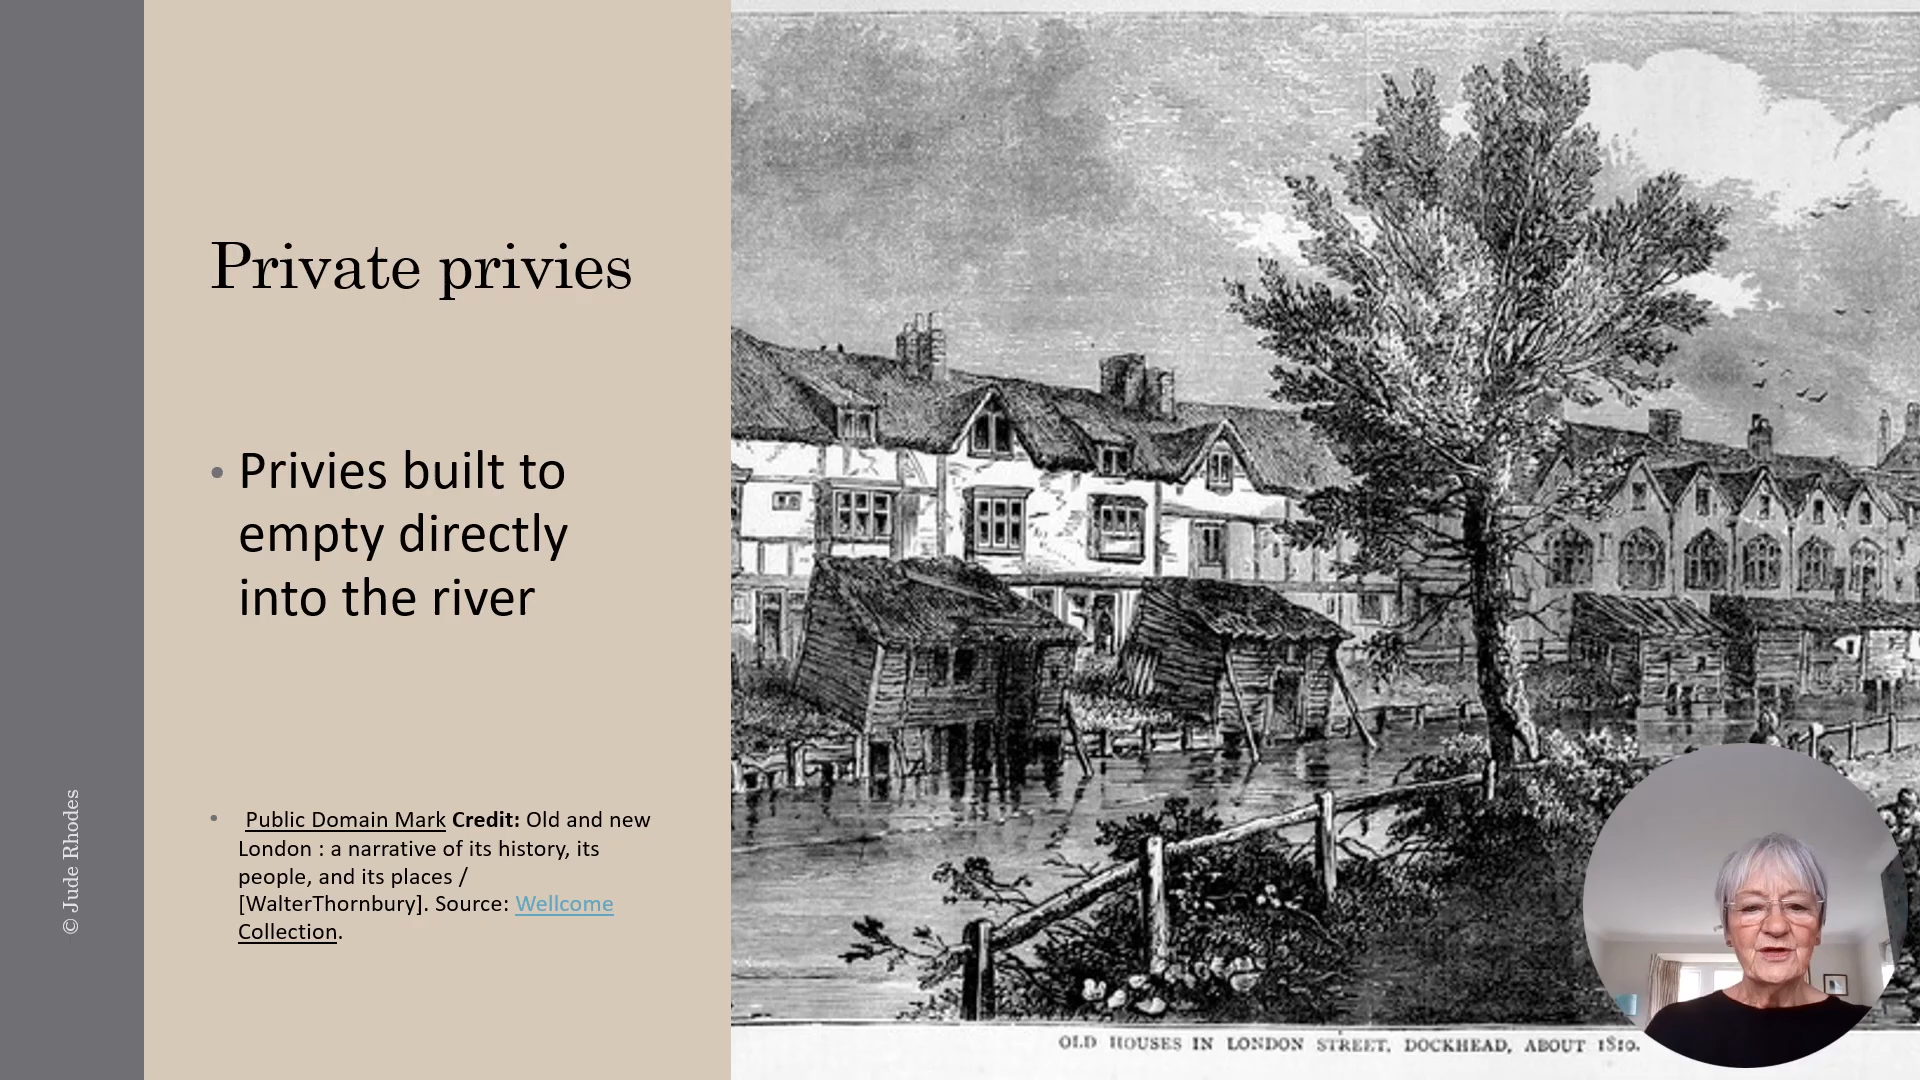 Private privies
• Privies built to
empty directly
into the river
• Public Domain Mark Credit: Old and new
London : a narrative of its history, its
people, and its places /
[WalterThornbury]. Source: Wellcome
Collection.
© Jude Rhodes
OLD HOUSES IN LONDON STREET, DOCKHEAD, ABOUT 1810.